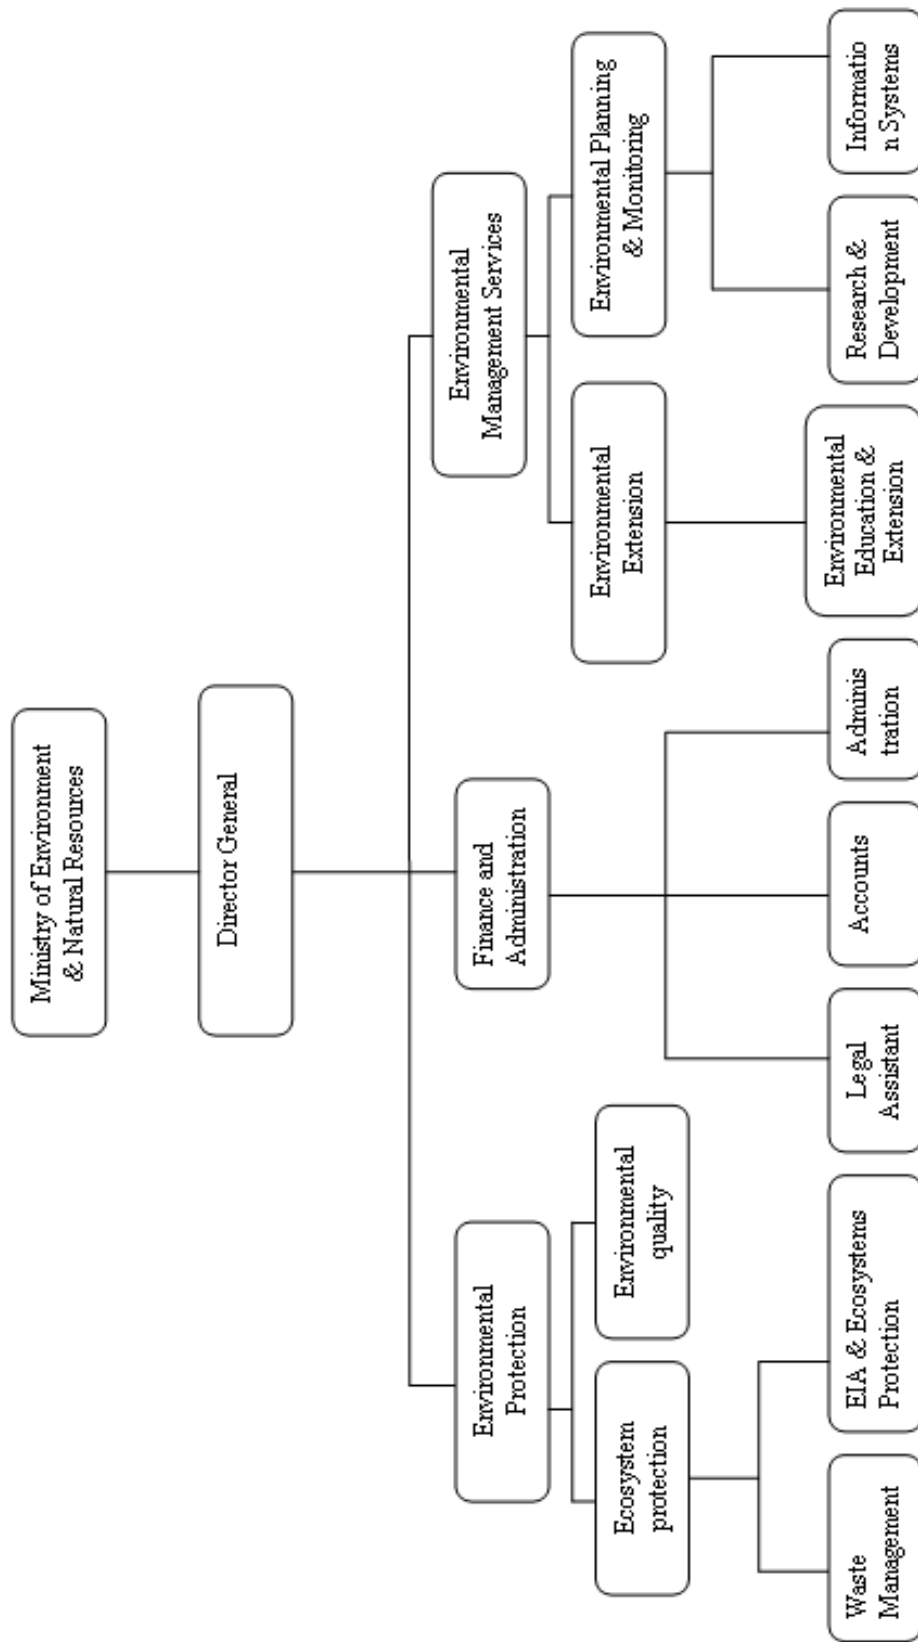 Ministry of Environment
& Natural Resources
Director General
Environmental
Protection
Finance and
Administration
Environmental
Management Services
Ecosystem
protection
Environmental
quality
Environmental
Extension
Environmental Planning
& Monitoring
Waste
Management
EIA & Ecosystems
Protection
Legal
Assistant
Accounts
Adminis
tration
Environmental
Education &
Extension
Research &
Development
Informatio
n Systems